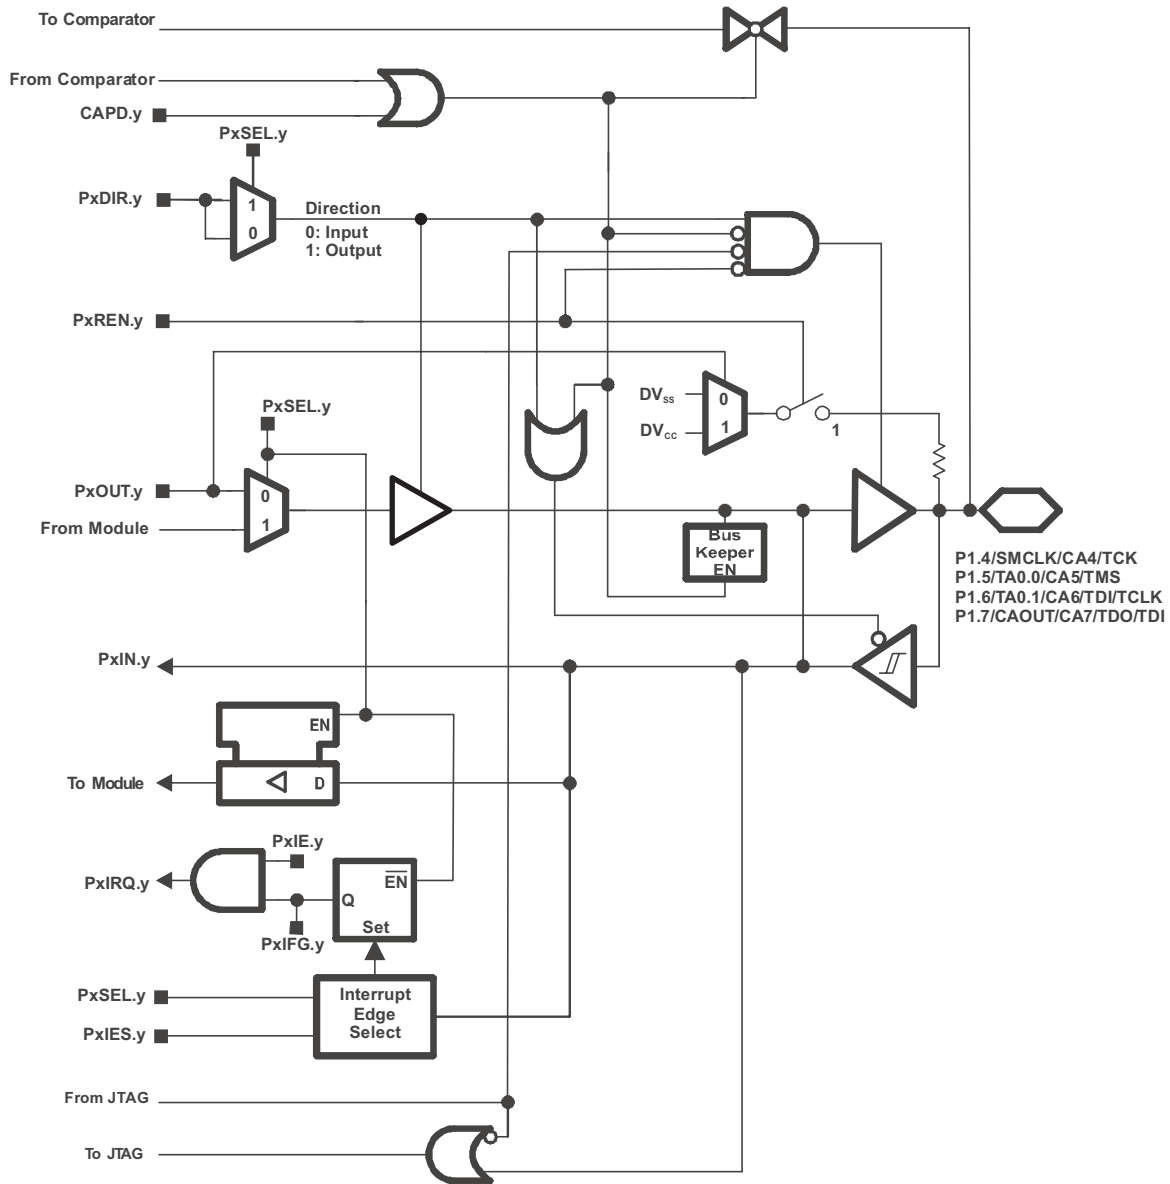 To Comparator
From Comparator
CAPD.y
PxSEL.y
PxDIR.y
1
0
Direction
0: Input
1: Output
PxREN.y
DVss
0
DVcc
1
1
PxSEL.y
PxOUT.y
0
From Module
1
Bus
Keeper
EN
P1.4/SMCLK/CA4/TCK
P1.5/TA0.0/CA5/TMS
P1.6/TA0.1/CA6/TDI/TCLK
P1.7/CAOUT/CA7/TDO/TDI
PxIN.y
EN
To Module
D
PxIE.y
PxIRQ.y
EN
Q
Set
PxIFG.y
PxSEL.y
PxIES.y
Interrupt
Edge
Select
From JTAG
To JTAG